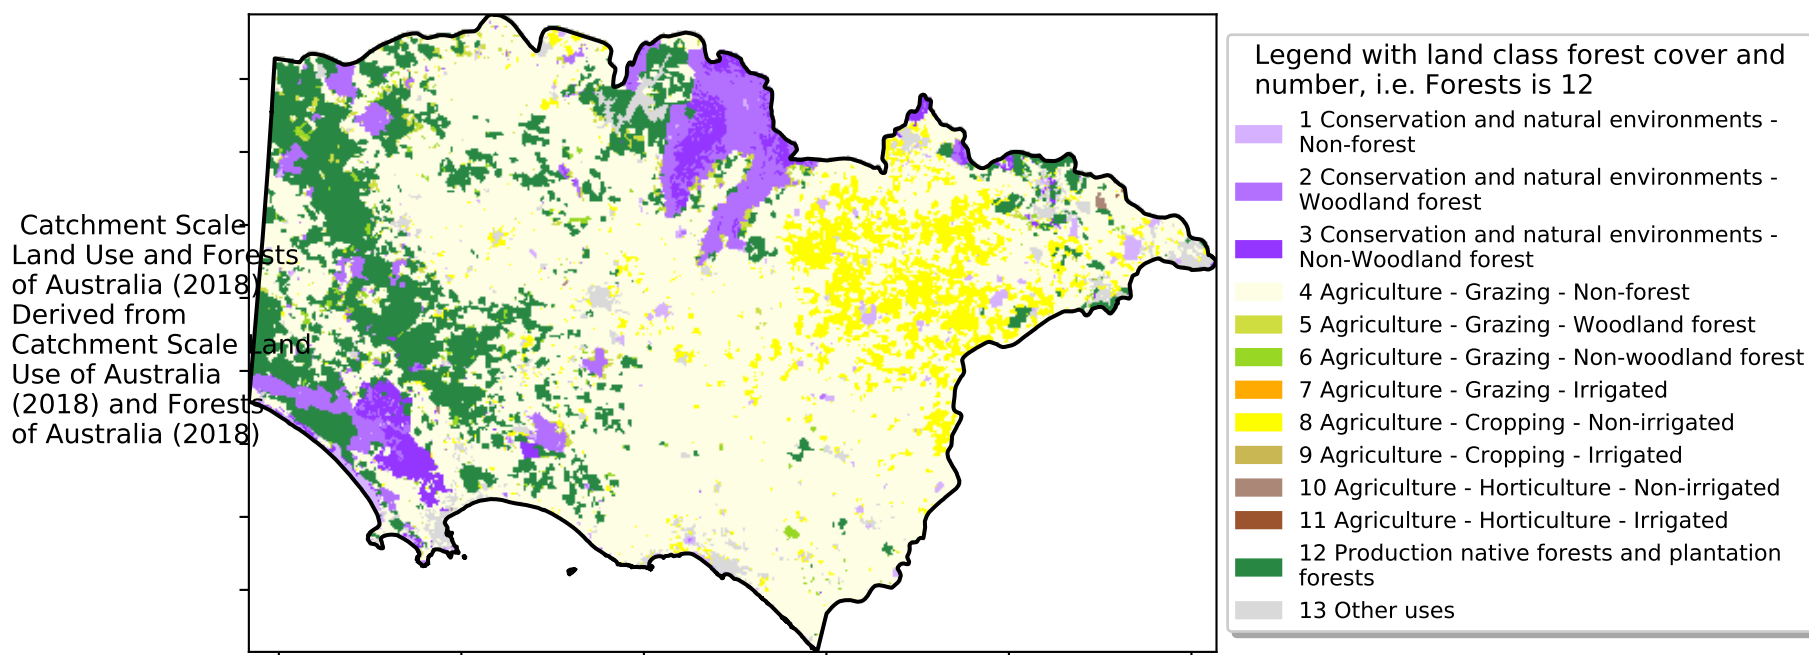 Catchment Scale
Land Use and Forests
of Australia (2018)
Derived from
Catchment Scale Land
Use of Australia
(2018) and Forests
of Australia (2018)
Legend with land class forest cover and
number, i.e. Forests is 12
1 Conservation and natural environments -
Non-forest
2 Conservation and natural environments -
Woodland forest
3 Conservation and natural environments -
Non-Woodland forest
4 Agriculture - Grazing - Non-forest
5 Agriculture - Grazing - Woodland forest
6 Agriculture - Grazing - Non-woodland forest
7 Agriculture - Grazing - Irrigated
8 Agriculture - Cropping - Non-irrigated
9 Agriculture - Cropping - Irrigated
10 Agriculture - Horticulture - Non-irrigated
11 Agriculture - Horticulture - Irrigated
12 Production native forests and plantation
forests
13 Other uses